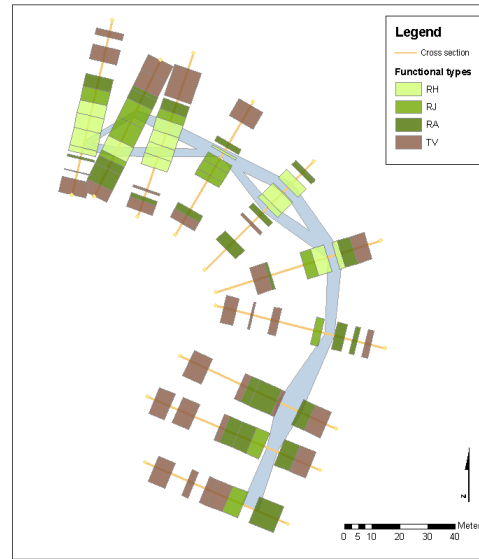 Legend
Cross section
Functional types
RH
RJ
RA
TV
N
Meter
0 5 10 20 30 40